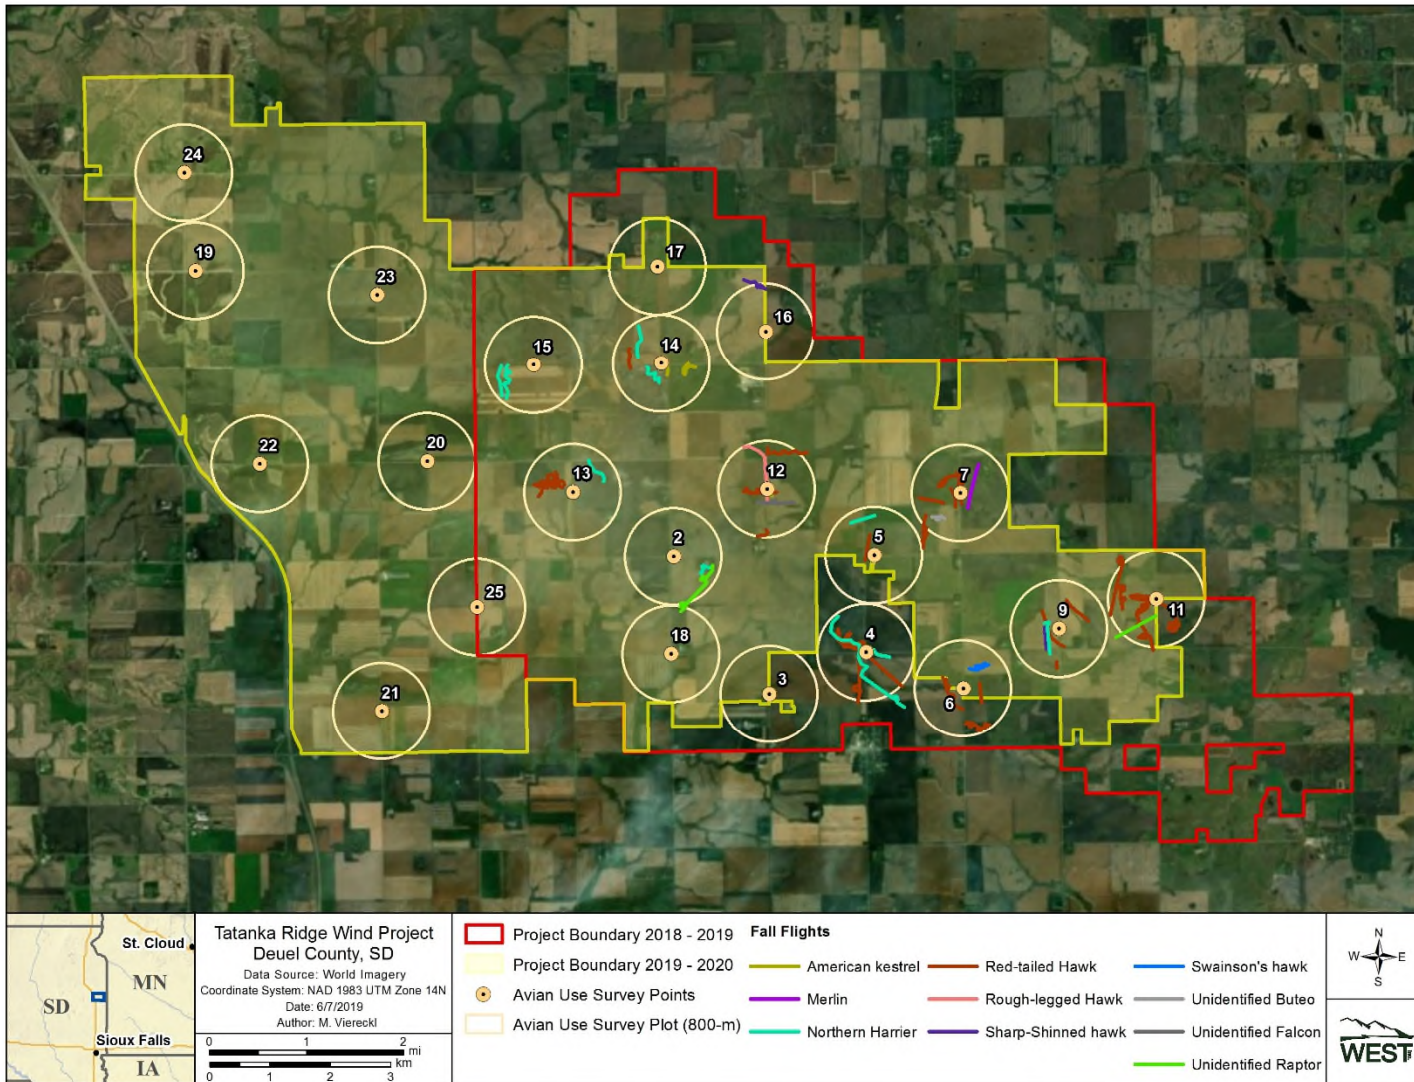 24
19
23
17
16
15
14
22
20
13
12
7
2
5
25
18
9
11
4
3
6
21
St. Cloud
MN
SD
Sioux Falls
IA
Tatanka Ridge Wind Project
Deuel County, SD
Data Source: World Imagery
Coordinate System: NAD 1983 UTM Zone 14N
Date: 6/7/2019
Author: M. Viereckl
0 1 2
mi
km
0 1 2 3
Project Boundary 2018 - 2019
Project Boundary 2019 - 2020
Avian Use Survey Points
Avian Use Survey Plot (800-m)
Fall Flights
American kestrel
Merlin
Northern Harrier
Red-tailed Hawk
Rough-legged Hawk
Sharp-Shinned hawk
Swainson's hawk
Unidentified Buteo
Unidentified Falcon
Unidentified Raptor
N
W E
S
WEST